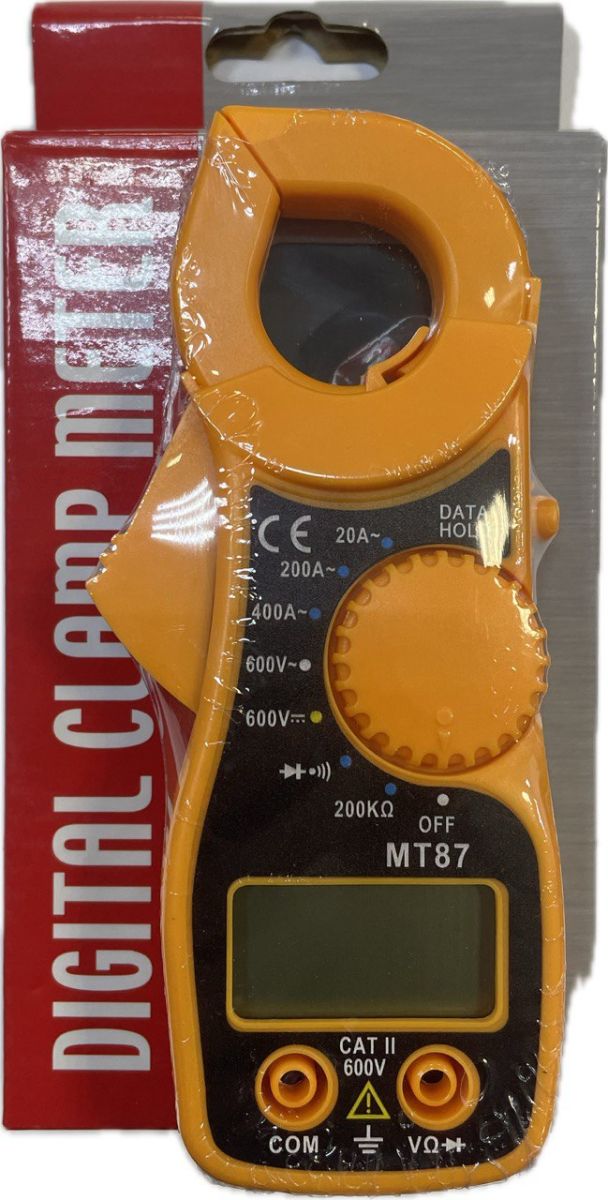 DIGITAL CLAMP METER
CE
DATA
HOLD
20A~
200A~
400A~
600V~
600V⎓
200KΩ
OFF
MT87
CAT II
600V
COM
VΩ